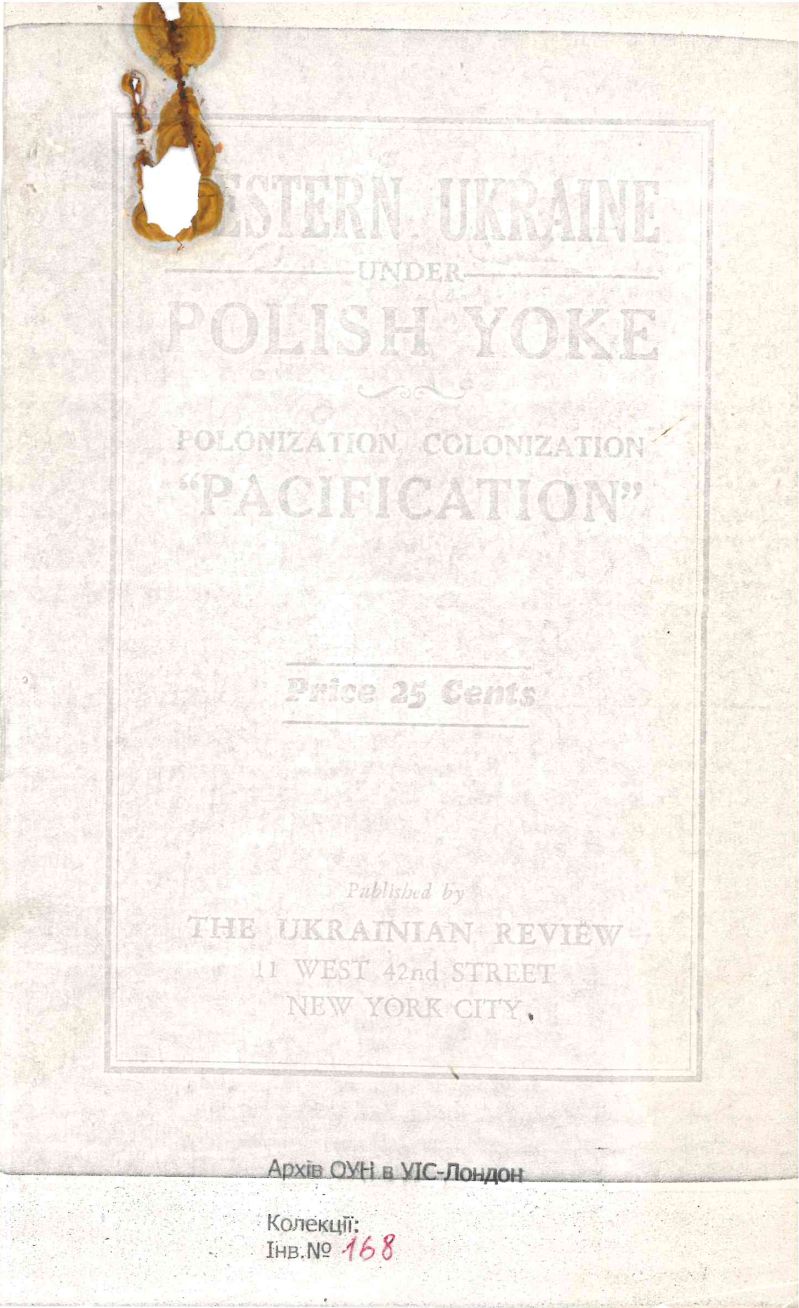 WESTERN UKRAINE
UNDER
POLISH YOKE
POLONIZATION COLONIZATION
“PACIFICATION”
Price 25 Cents
Published by
THE UKRAINIAN REVIEW
11 WEST 42nd STREET
NEW YORK CITY
Архів ОУН в УІС-Лондон
Колекції:
Інв.№ 168